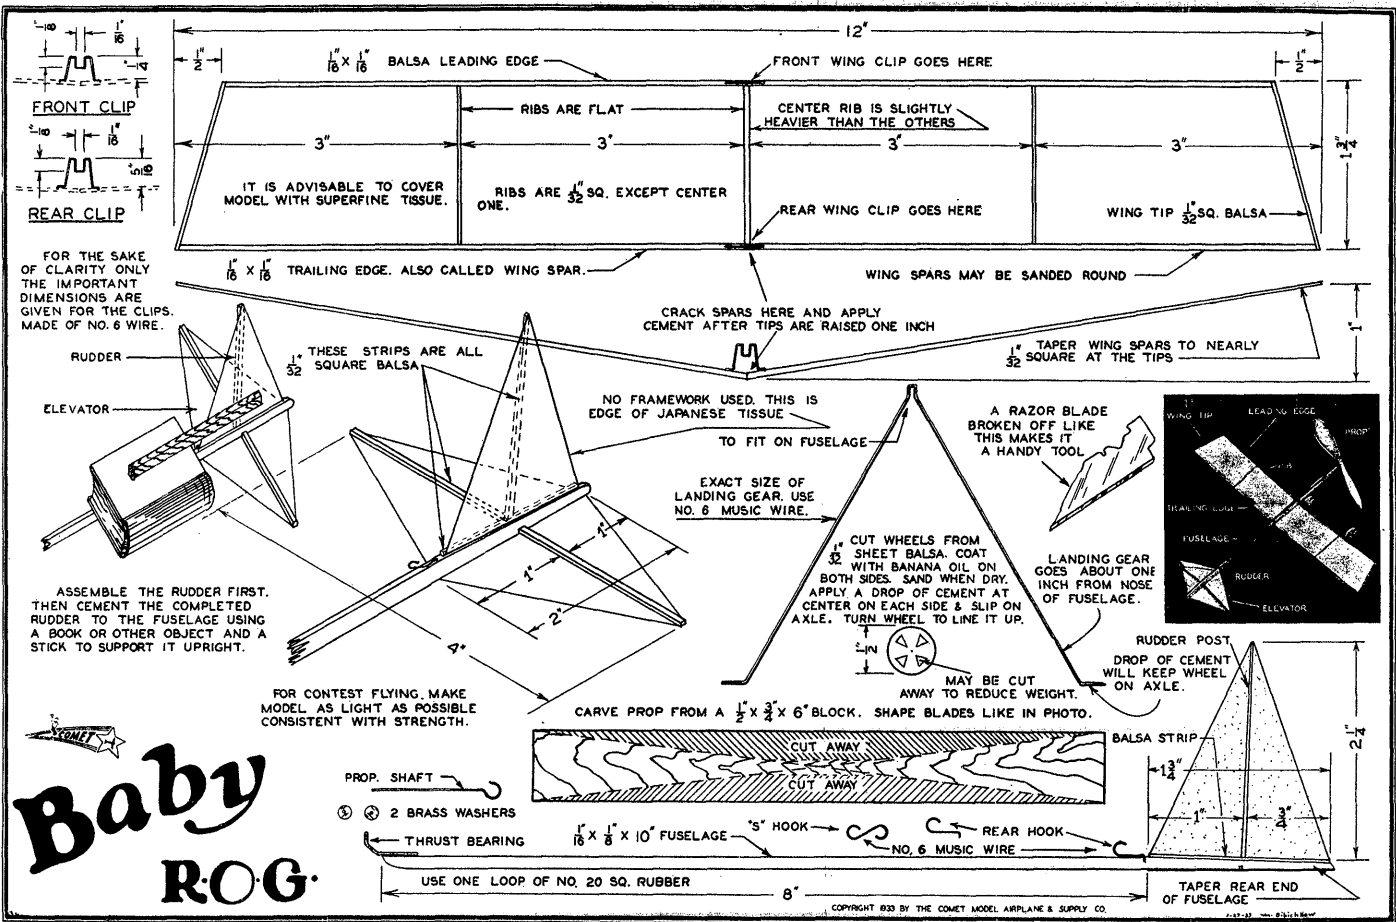 1/8" 1/16"
1/4"
FRONT CLIP
1/8" 1/16"
5/16"
REAR CLIP
12"
1/2"
1/16" x 1/16" BALSA LEADING EDGE
FRONT WING CLIP GOES HERE
1/2"
RIBS ARE FLAT
CENTER RIB IS SLIGHTLY
HEAVIER THAN THE OTHERS
3" 3" 3" 3"
1 3/4"
IT IS ADVISABLE TO COVER
MODEL WITH SUPERFINE TISSUE.
RIBS ARE 1/32" SQ. EXCEPT CENTER
ONE.
REAR WING CLIP GOES HERE
WING TIP 1/32" SQ. BALSA
1/16" x 1/16" TRAILING EDGE. ALSO CALLED WING SPAR.
WING SPARS MAY BE SANDED ROUND
FOR THE SAKE
OF CLARITY ONLY
THE IMPORTANT
DIMENSIONS ARE
GIVEN FOR THE CLIPS.
MADE OF NO. 6 WIRE.
CRACK SPARS HERE AND APPLY
CEMENT AFTER TIPS ARE RAISED ONE INCH
1"
TAPER WING SPARS TO NEARLY
1/32" SQUARE AT THE TIPS
RUDDER
ELEVATOR
1/32" THESE STRIPS ARE ALL
SQUARE BALSA
NO FRAMEWORK USED. THIS IS
EDGE OF JAPANESE TISSUE
TO FIT ON FUSELAGE
A RAZOR BLADE
BROKEN OFF LIKE
THIS MAKES IT
A HANDY TOOL
WING TIP
LEADING EDGE
PROP
RIB
TRAILING EDGE
FUSELAGE
RUDDER
ELEVATOR
EXACT SIZE OF
LANDING GEAR. USE
NO. 6 MUSIC WIRE.
1"
1"
2"
4"
CUT WHEELS FROM
1/32" SHEET BALSA. COAT
WITH BANANA OIL ON
BOTH SIDES. SAND WHEN DRY.
APPLY A DROP OF CEMENT AT
CENTER ON EACH SIDE & SLIP ON
AXLE. TURN WHEEL TO LINE IT UP.
1/2"
MAY BE CUT
AWAY TO REDUCE WEIGHT.
LANDING GEAR
GOES ABOUT ONE
INCH FROM NOSE
OF FUSELAGE.
ASSEMBLE THE RUDDER FIRST.
THEN CEMENT THE COMPLETED
RUDDER TO THE FUSELAGE USING
A BOOK OR OTHER OBJECT AND A
STICK TO SUPPORT IT UPRIGHT.
FOR CONTEST FLYING, MAKE
MODEL AS LIGHT AS POSSIBLE
CONSISTENT WITH STRENGTH.
RUDDER POST
DROP OF CEMENT
WILL KEEP WHEEL
ON AXLE.
CARVE PROP FROM A 1/2" x 3/4" x 6" BLOCK. SHAPE BLADES LIKE IN PHOTO.
CUT AWAY
CUT AWAY
BALSA STRIP
1 3/4"
2 1/4"
1" 3/4"
COMET
Baby
R.O.G.
PROP. SHAFT
2 BRASS WASHERS
THRUST BEARING
1/16" x 1/8" x 10" FUSELAGE
"S" HOOK
REAR HOOK
NO. 6 MUSIC WIRE
USE ONE LOOP OF NO. 20 SQ. RUBBER
8"
TAPER REAR END
OF FUSELAGE
COPYRIGHT 1933 BY THE COMET MODEL AIRPLANE & SUPPLY CO.